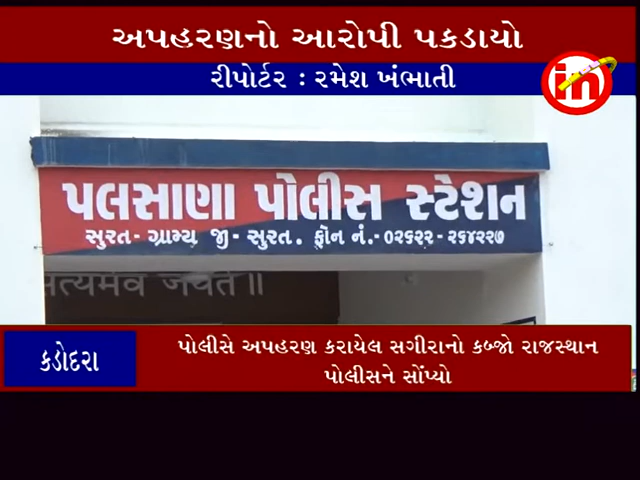 અપહરણનો આરોપી પકડાયો
રીપોર્ટર : રમેશ ખંભાતી
in
પલસાણા પોલીસ સ્ટેશન
સુરત- ગ્રામ્ય જી- સુરત. ફોન નં.- ૦૨૬૨૨ - ૨૬૪૨૨૭
સત્યમેવ જયતે ॥
કડોદરા
પોલીસે અપહરણ કરાયેલ સગીરાનો કબ્જો રાજસ્થાન
પોલીસને સોંપ્યો